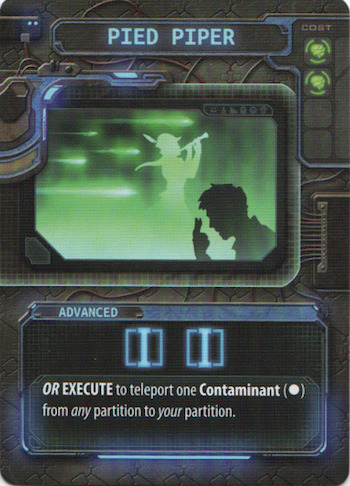 PIED PIPER
COST
ADVANCED
[I] [I]
OR EXECUTE to teleport one Contaminant (●)
from any partition to your partition.